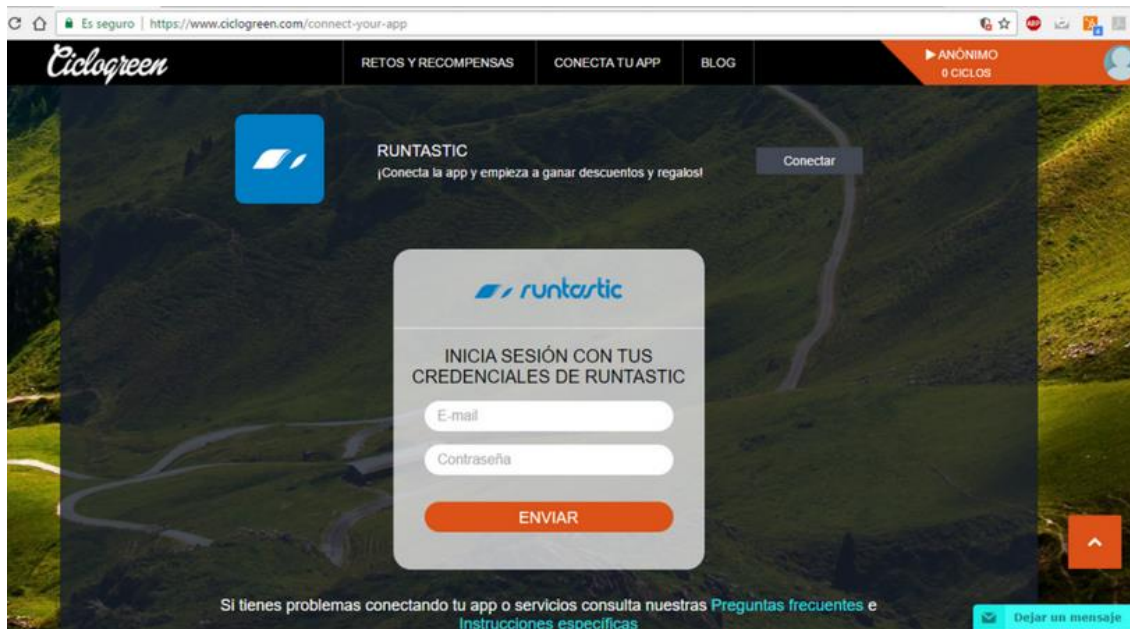 Es seguro | https://www.ciclogreen.com/connect-your-app
Ciclogreen RETOS Y RECOMPENSAS CONECTA TU APP BLOG ANÓNIMO
0 CICLOS
RUNTASTIC
¡Conecta la app y empieza a ganar descuentos y regalos!
Conectar
runtastic
INICIA SESIÓN CON TUS
CREDENCIALES DE RUNTASTIC
E-mail
Contraseña
ENVIAR
Si tienes problemas conectando tu app o servicios consulta nuestras Preguntas frecuentes e
Instrucciones específicas
Dejar un mensaje